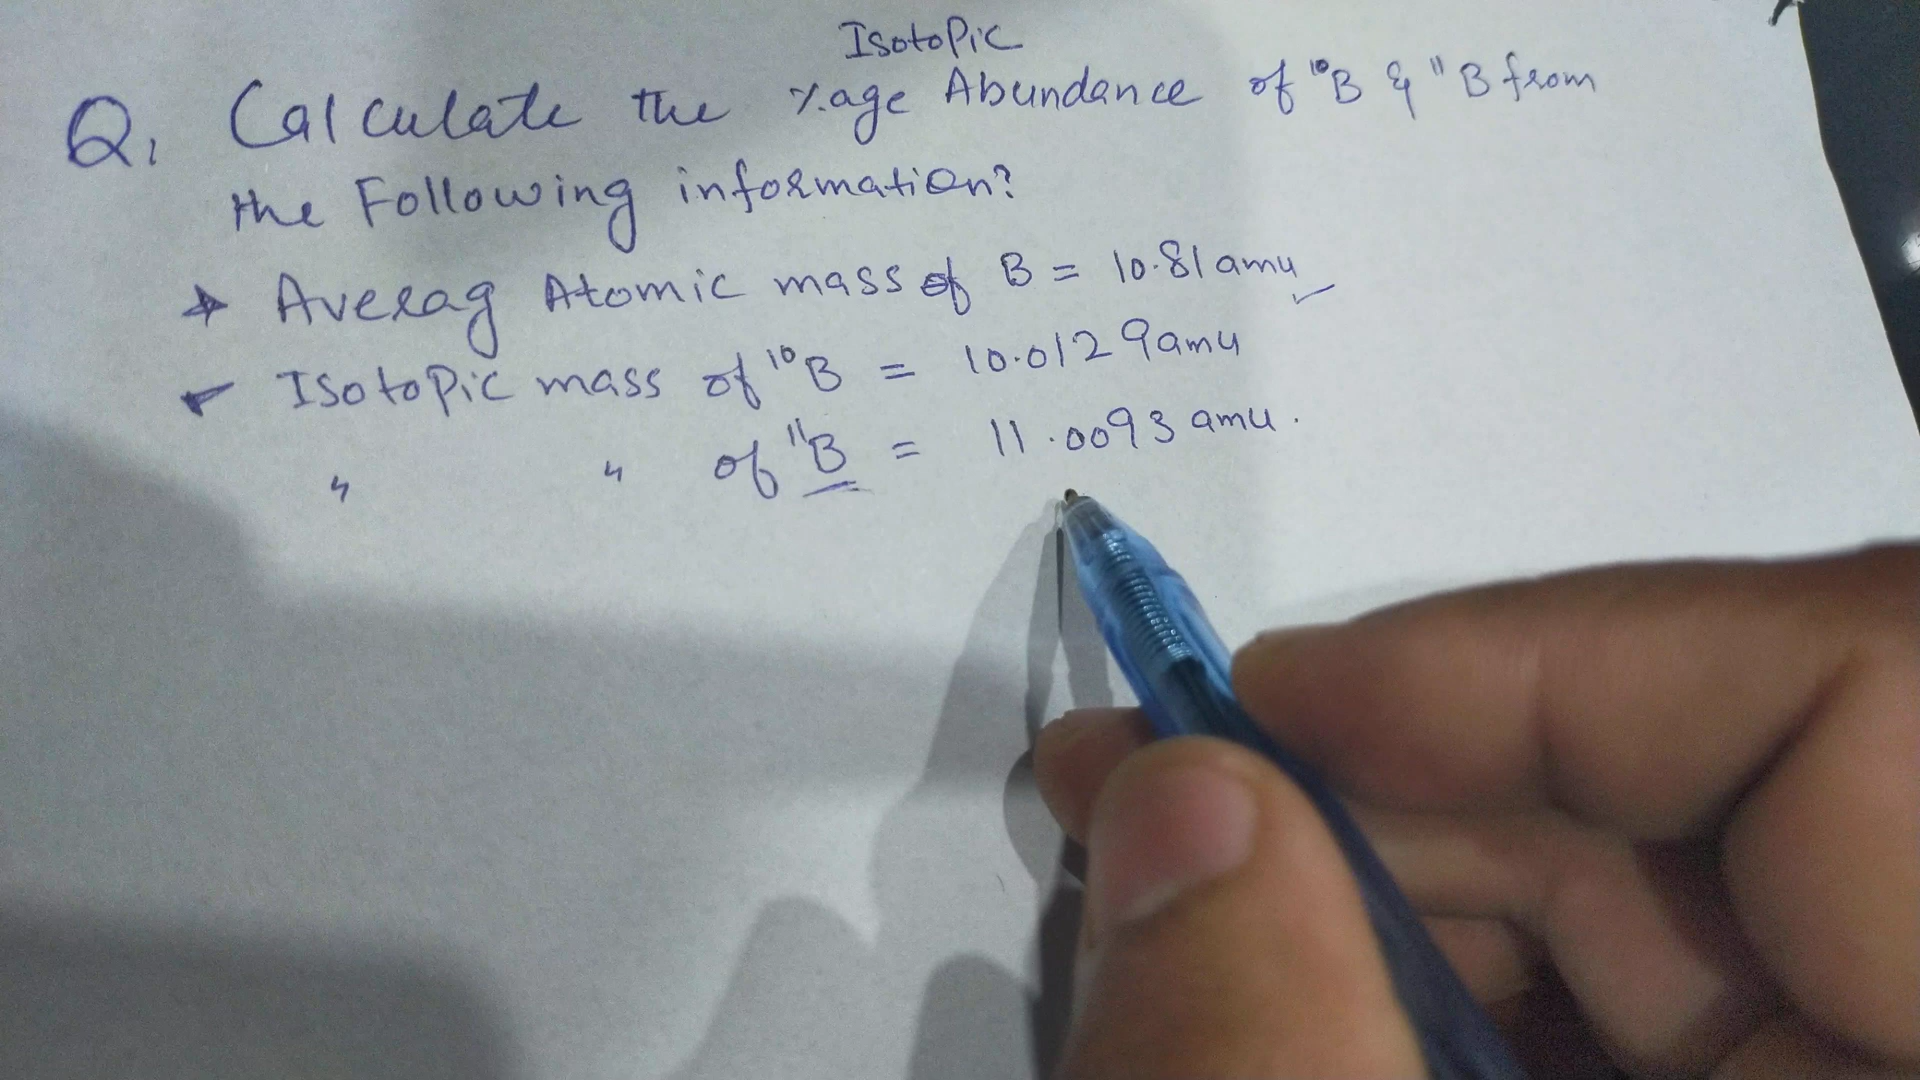 Isotopic
Q. Calculate the %age Abundance of ¹⁰B & ¹¹B from
the Following information?
* Averag Atomic mass of B = 10.81 amu
Isotopic mass of ¹⁰B = 10.0129 amu
" " of ¹¹B = 11.0093 amu.